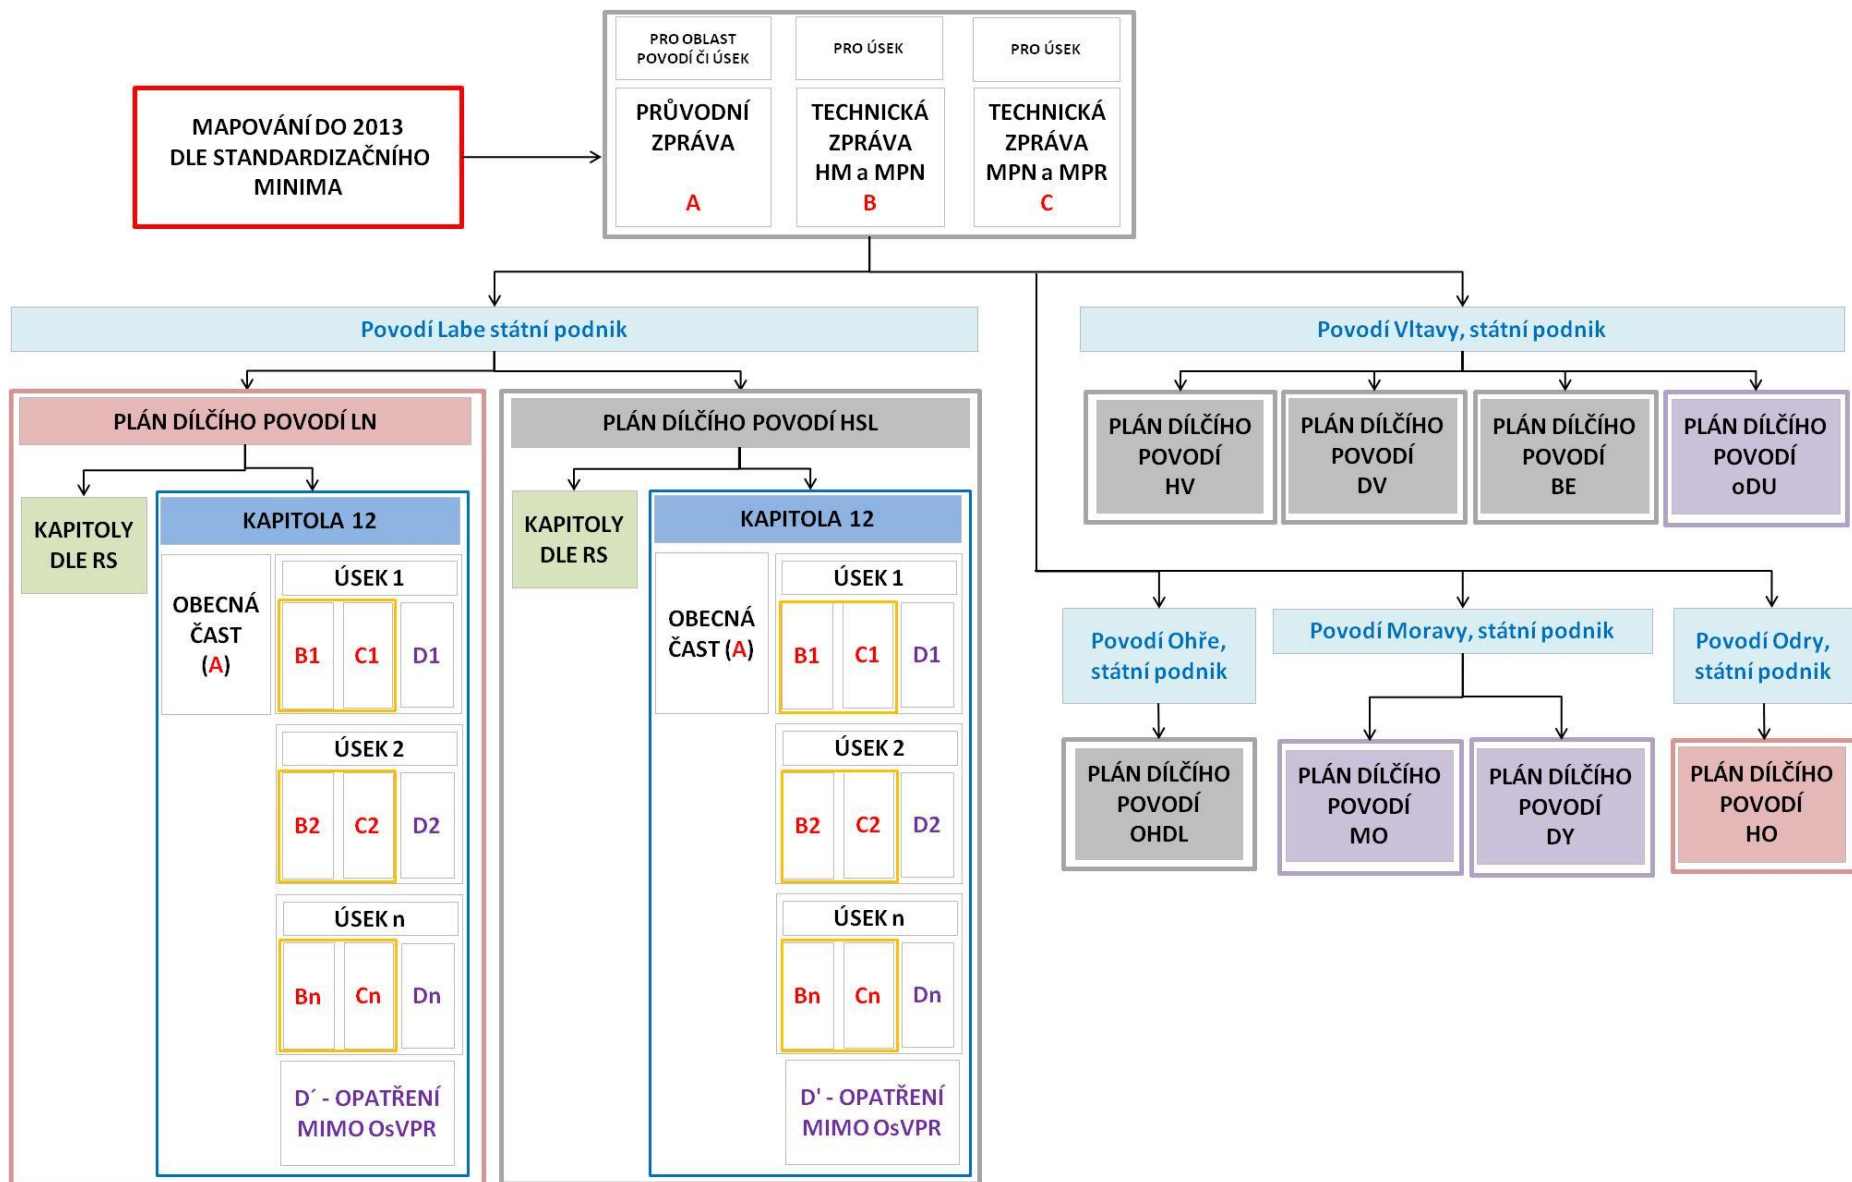 PRO OBLAST
POVODÍ ČI ÚSEK
PRO ÚSEK
PRO ÚSEK
MAPOVÁNÍ DO 2013
DLE STANDARDIZAČNÍHO
MINIMA
PRŮVODNÍ
ZPRÁVA
A
TECHNICKÁ
ZPRÁVA
HM a MPN
B
TECHNICKÁ
ZPRÁVA
MPN a MPR
C
Povodí Labe státní podnik
Povodí Vltavy, státní podnik
PLÁN DÍLČÍHO POVODÍ LN
KAPITOLY
DLE RS
KAPITOLA 12
OBECNÁ
ČAST
(A)
ÚSEK 1
B1 C1 D1
ÚSEK 2
B2 C2 D2
ÚSEK n
Bn Cn Dn
D´ - OPATŘENÍ
MIMO OsVPR
PLÁN DÍLČÍHO POVODÍ HSL
KAPITOLY
DLE RS
KAPITOLA 12
OBECNÁ
ČAST (A)
ÚSEK 1
B1 C1 D1
ÚSEK 2
B2 C2 D2
ÚSEK n
Bn Cn Dn
D' - OPATŘENÍ
MIMO OsVPR
PLÁN DÍLČÍHO
POVODÍ
HV
PLÁN DÍLČÍHO
POVODÍ
DV
PLÁN DÍLČÍHO
POVODÍ
BE
PLÁN DÍLČÍHO
POVODÍ
oDU
Povodí Ohře,
státní podnik
Povodí Moravy, státní podnik
Povodí Odry,
státní podnik
PLÁN DÍLČÍHO
POVODÍ
OHDL
PLÁN DÍLČÍHO
POVODÍ
MO
PLÁN DÍLČÍHO
POVODÍ
DY
PLÁN DÍLČÍHO
POVODÍ
HO